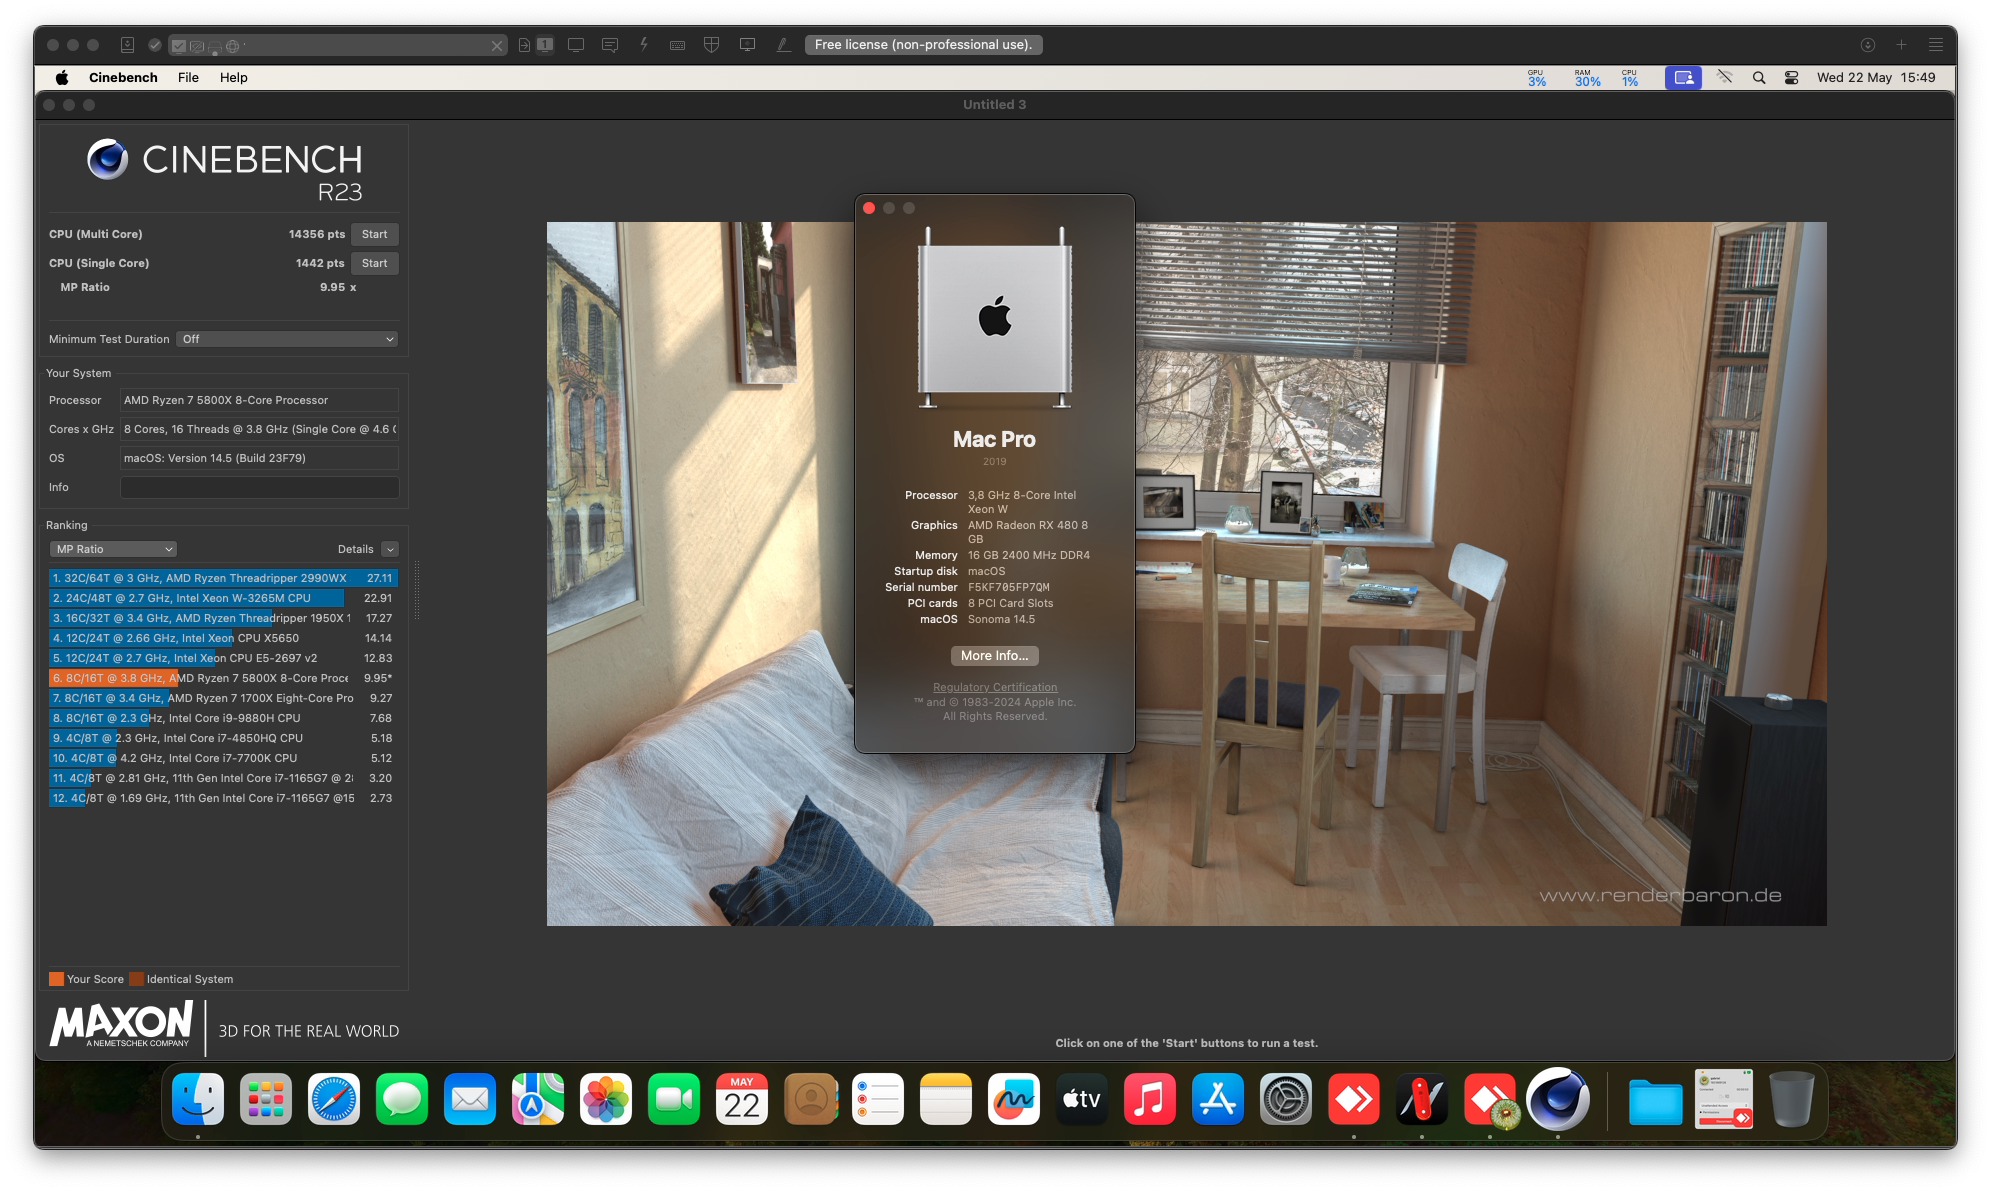 1
Free license (non-professional use).
Cinebench File Help
GPU 3% RAM 30% CPU 1% Wed 22 May 15:49
Untitled 3
CINEBENCH
R23
CPU (Multi Core) 14356 pts Start
CPU (Single Core) 1442 pts Start
MP Ratio 9.95 x
Minimum Test Duration Off
Your System
Processor AMD Ryzen 7 5800X 8-Core Processor
Cores x GHz 8 Cores, 16 Threads @ 3.8 GHz (Single Core @ 4.6
OS macOS: Version 14.5 (Build 23F79)
Info
Ranking
MP Ratio Details
1. 32C/64T @ 3 GHz, AMD Ryzen Threadripper 2990WX 27.11
2. 24C/48T @ 2.7 GHz, Intel Xeon W-3265M CPU 22.91
3. 16C/32T @ 3.4 GHz, AMD Ryzen Threadripper 1950X 1 17.27
4. 12C/24T @ 2.66 GHz, Intel Xeon CPU X5650 14.14
5. 12C/24T @ 2.7 GHz, Intel Xeon CPU E5-2697 v2 12.83
6. 8C/16T @ 3.8 GHz, AMD Ryzen 7 5800X 8-Core Proce 9.95*
7. 8C/16T @ 3.4 GHz, AMD Ryzen 7 1700X Eight-Core Pro 9.27
8. 8C/16T @ 2.3 GHz, Intel Core i9-9880H CPU 7.68
9. 4C/8T @ 2.3 GHz, Intel Core i7-4850HQ CPU 5.18
10. 4C/8T @ 4.2 GHz, Intel Core i7-7700K CPU 5.12
11. 4C/8T @ 2.81 GHz, 11th Gen Intel Core i7-1165G7 @ 28 3.20
12. 4C/8T @ 1.69 GHz, 11th Gen Intel Core i7-1165G7 @15 2.73
Your Score Identical System
MAXON
A NEMETSCHEK COMPANY
3D FOR THE REAL WORLD
Mac Pro
2019
Processor 3,8 GHz 8-Core Intel
Xeon W
Graphics AMD Radeon RX 480 8
GB
Memory 16 GB 2400 MHz DDR4
Startup disk macOS
Serial number F5KF705FP7QM
PCI cards 8 PCI Card Slots
macOS Sonoma 14.5
More Info...
Regulatory Certification
™ and © 1983-2024 Apple Inc.
All Rights Reserved.
www.renderbaron.de
Click on one of the 'Start' buttons to run a test.
MAY
22
tv